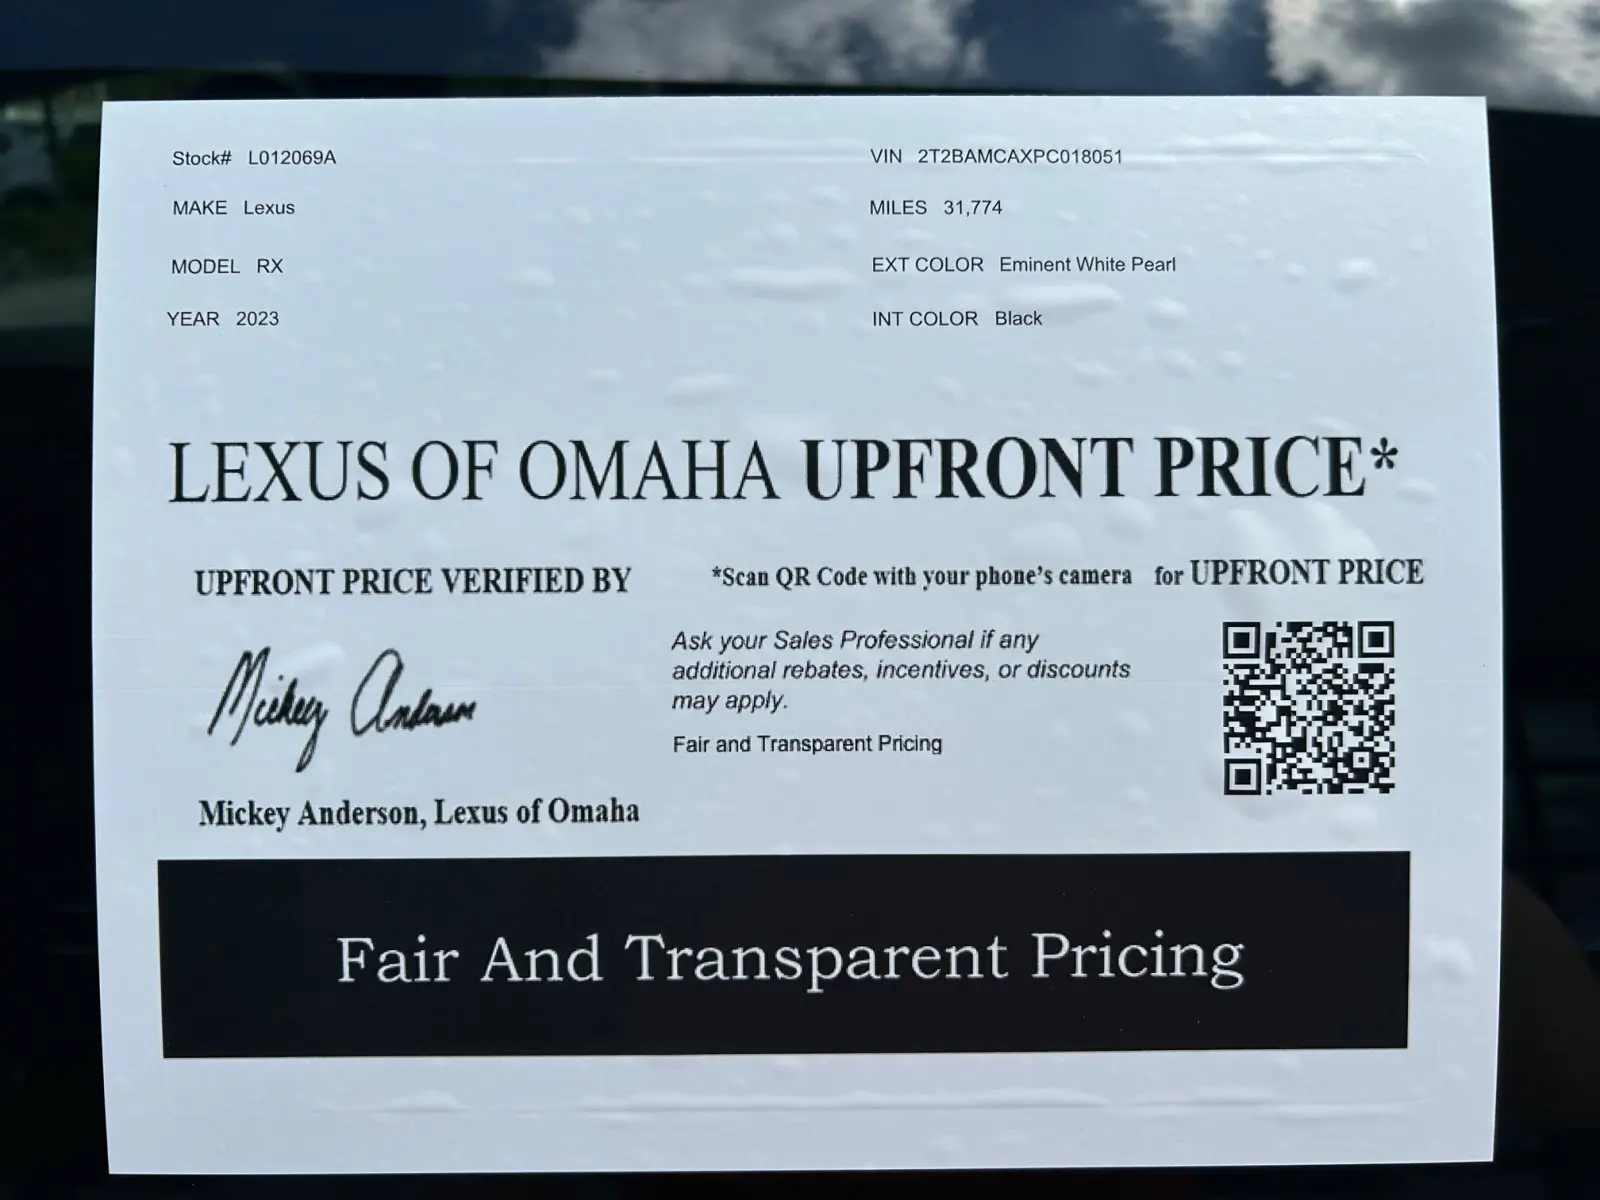 Stock# L012069A
VIN 2T2BAMCAXPC018051
MAKE Lexus
MILES 31,774
MODEL RX
EXT COLOR Eminent White Pearl
YEAR 2023
INT COLOR Black
LEXUS OF OMAHA UPFRONT PRICE*
UPFRONT PRICE VERIFIED BY
*Scan QR Code with your phone's camera for UPFRONT PRICE
Mickey Anderson
Ask your Sales Professional if any
additional rebates, incentives, or discounts
may apply.
Fair and Transparent Pricing
Mickey Anderson, Lexus of Omaha
Fair And Transparent Pricing